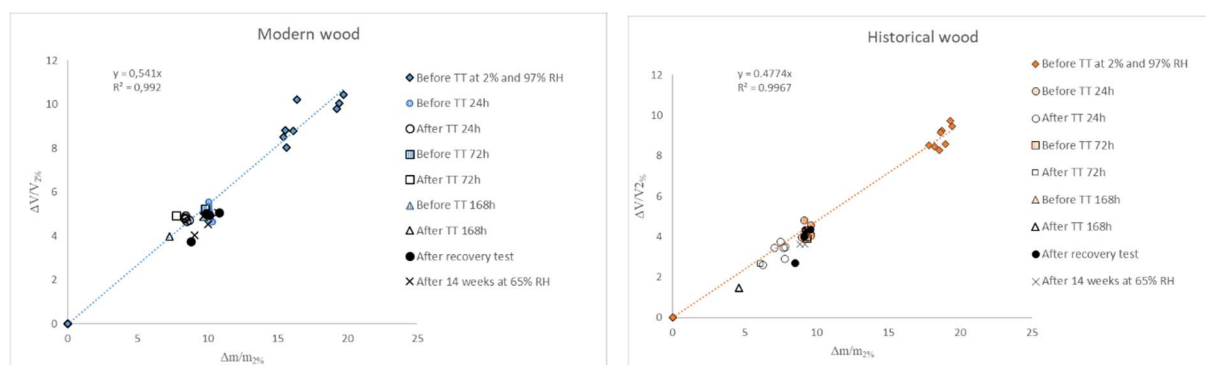 Modern wood
y = 0,541x
R² = 0,992
ΔV/V2%
12
10
8
6
4
2
0
0 5 10 15 20 25
Δm/m2%
Before TT at 2% and 97% RH
Before TT 24h
After TT 24h
Before TT 72h
After TT 72h
Before TT 168h
After TT 168h
After recovery test
After 14 weeks at 65% RH
Historical wood
y = 0.4774x
R² = 0.9967
ΔV/V2%
12
10
8
6
4
2
0
0 5 10 15 20 25
Δm/m2%
Before TT at 2% and 97% RH
Before TT 24h
After TT 24h
Before TT 72h
After TT 72h
Before TT 168h
After TT 168h
After recovery test
After 14 weeks at 65% RH